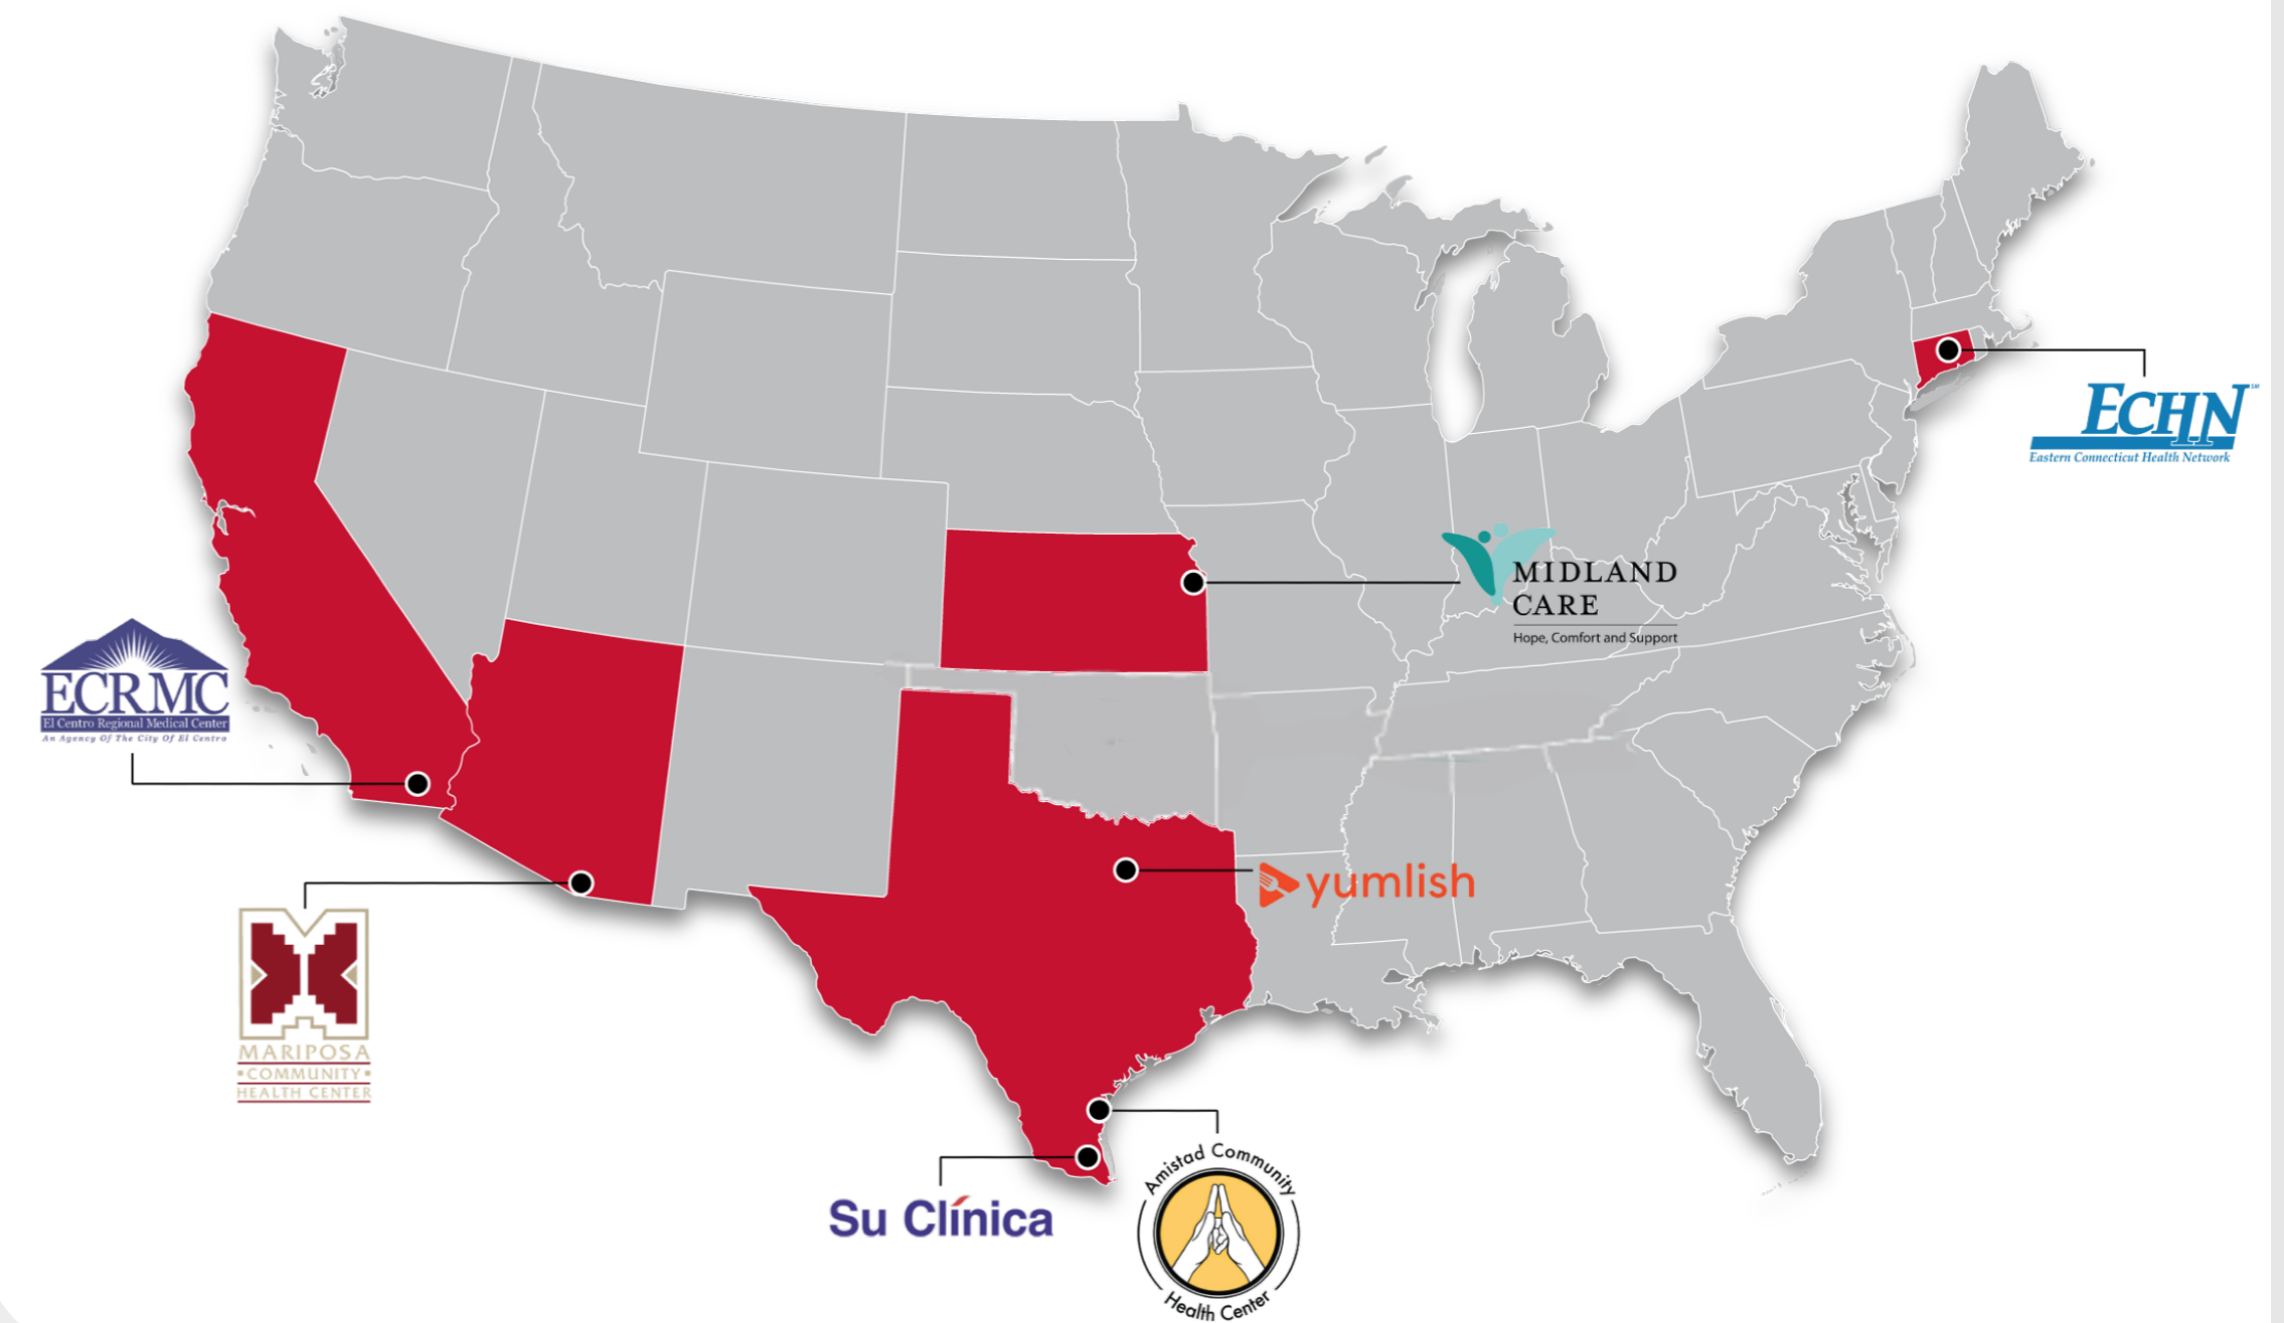 ECHN
SM
Eastern Connecticut Health Network
MIDLAND
CARE
Hope, Comfort and Support
ECRMC
El Centro Regional Medical Center
An Agency Of The City Of El Centro
yumlish
MARIPOSA
COMMUNITY
HEALTH CENTER
Su Clínica
Amistad Community
Health Center